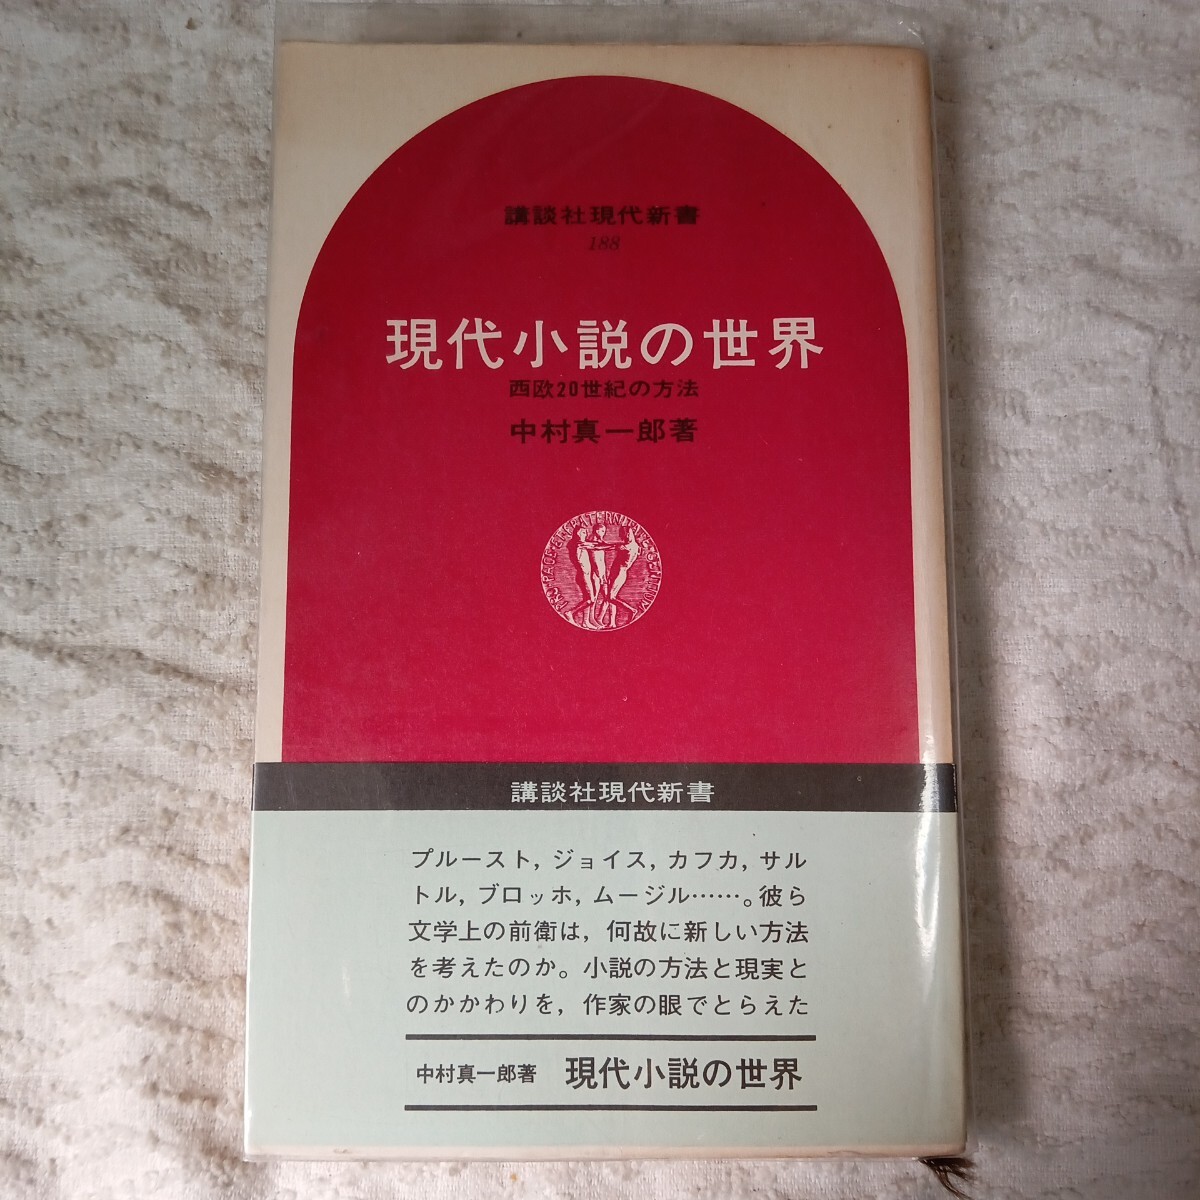 講談社現代新書
188
現代小説の世界
西欧20世紀の方法
中村真一郎著
講談社現代新書
プルースト,ジョイス,カフカ,サル
トル,ブロッホ,ムージル……。彼ら
文学上の前衛は,何故に新しい方法
を考えたのか。小説の方法と現実と
のかかわりを,作家の眼でとらえた
中村真一郎著 現代小説の世界